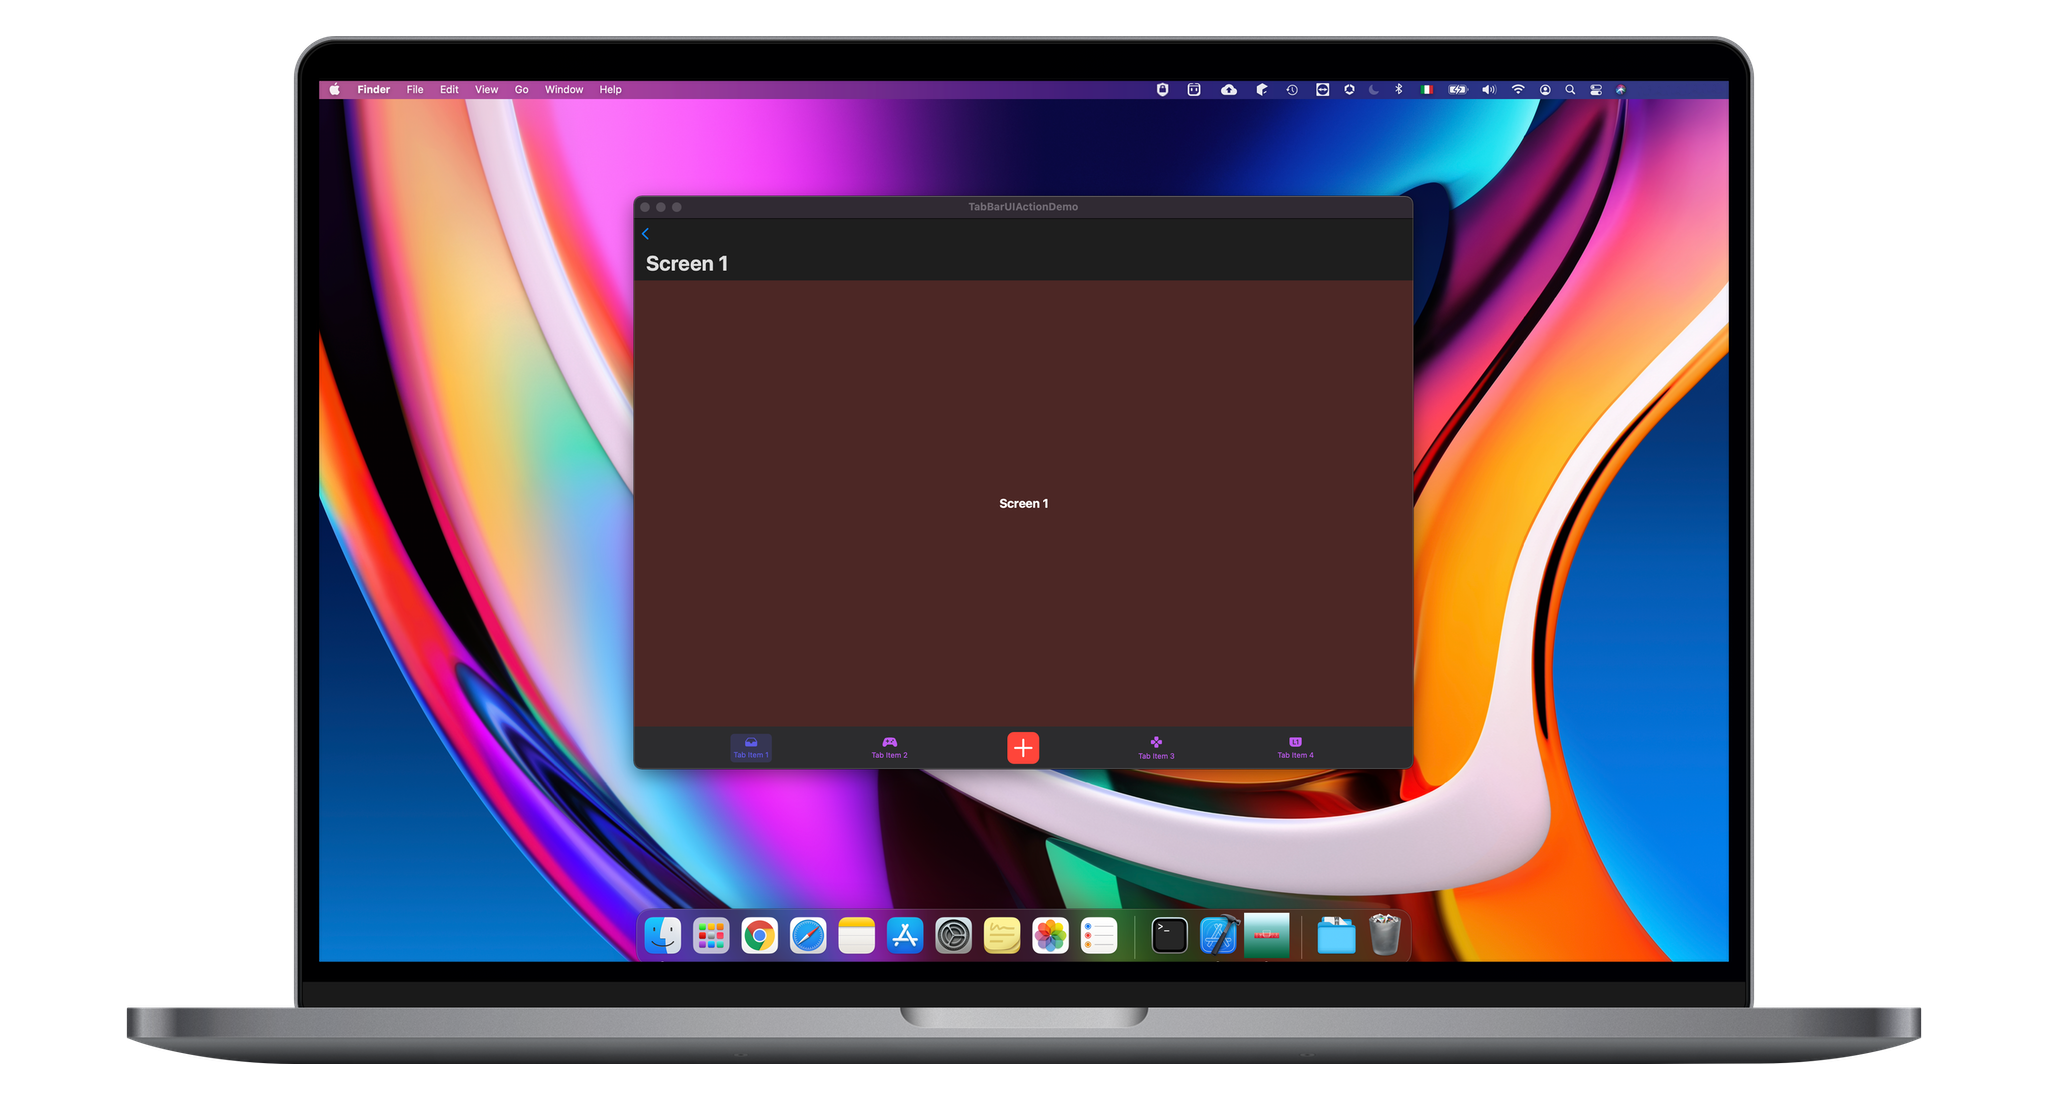 Finder File Edit View Go Window Help
TabBarUIActionDemo
Screen 1
Screen 1
Tab Item 1 Tab Item 2 Tab Item 3 L1 Tab Item 4
>_